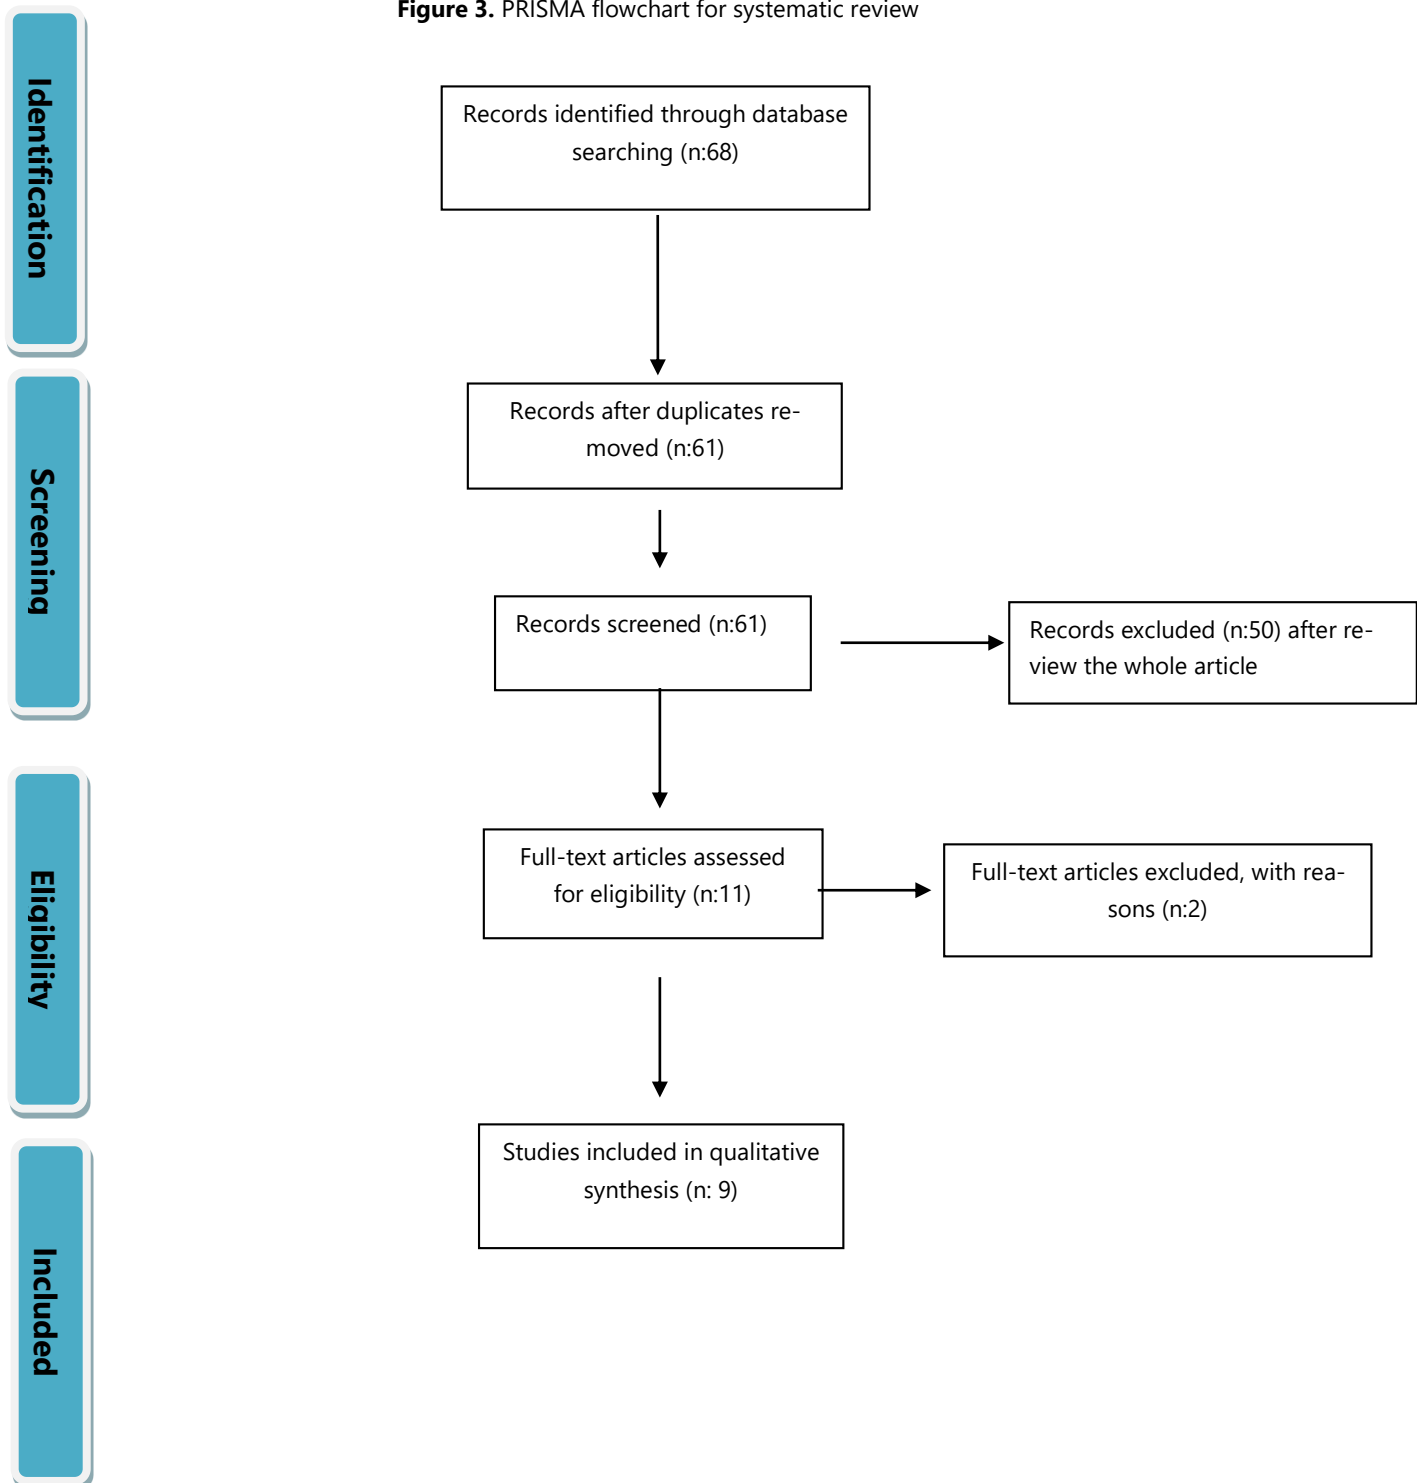 Figure 3. PRISMA flowchart for systematic review
Identification
Records identified through database
searching (n:68)
Screening
Records after duplicates re-
moved (n:61)
Records screened (n:61)
Records excluded (n:50) after re-
view the whole article
Eligibility
Full-text articles assessed
for eligibility (n:11)
Full-text articles excluded, with rea-
sons (n:2)
Included
Studies included in qualitative
synthesis (n: 9)